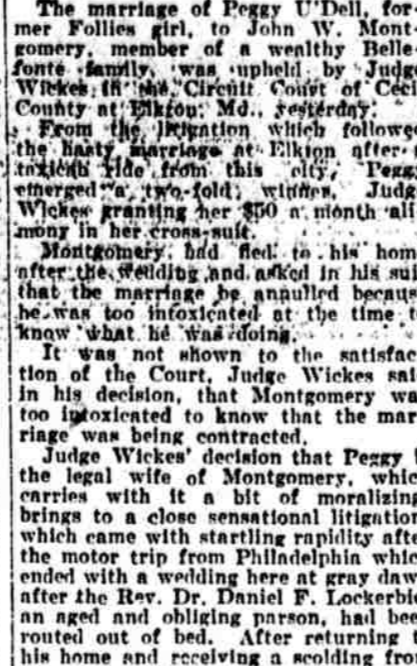 The marriage of Peggy U'Dell, for-
mer Follies girl, to John W. Mont-
gomery, member of a wealthy Belle-
fonte family, was upheld by Judg
Wickes in the Circuit Court of Ceci
County at Elkton, Md., yesterday.
From the litigation which followe
the hasty marriage at Elkton after
taxicab ride from this city, Pegg
emerged a two-fold winner, Judg
Wickes granting her $50 a month ali
mony in her cross-suit.
Montgomery had fled to his hom
after the wedding and asked in his sui
that the marriage be annulled becaus
he was too intoxicated at the time t
know what he was doing.
It was not shown to the satisfac
tion of the Court, Judge Wickes sai
in his decision, that Montgomery wa
too intoxicated to know that the mar
riage was being contracted.
Judge Wickes' decision that Peggy i
the legal wife of Montgomery, whic
carries with it a bit of moralizin
brings to a close sensational litigation
which came with startling rapidity afte
the motor trip from Philadelphia whic
ended with a wedding here at gray daw
after the Rev. Dr. Daniel F. Lockerbi
an aged and obliging parson, had bee
routed out of bed. After returning
his home and receiving a scolding fro